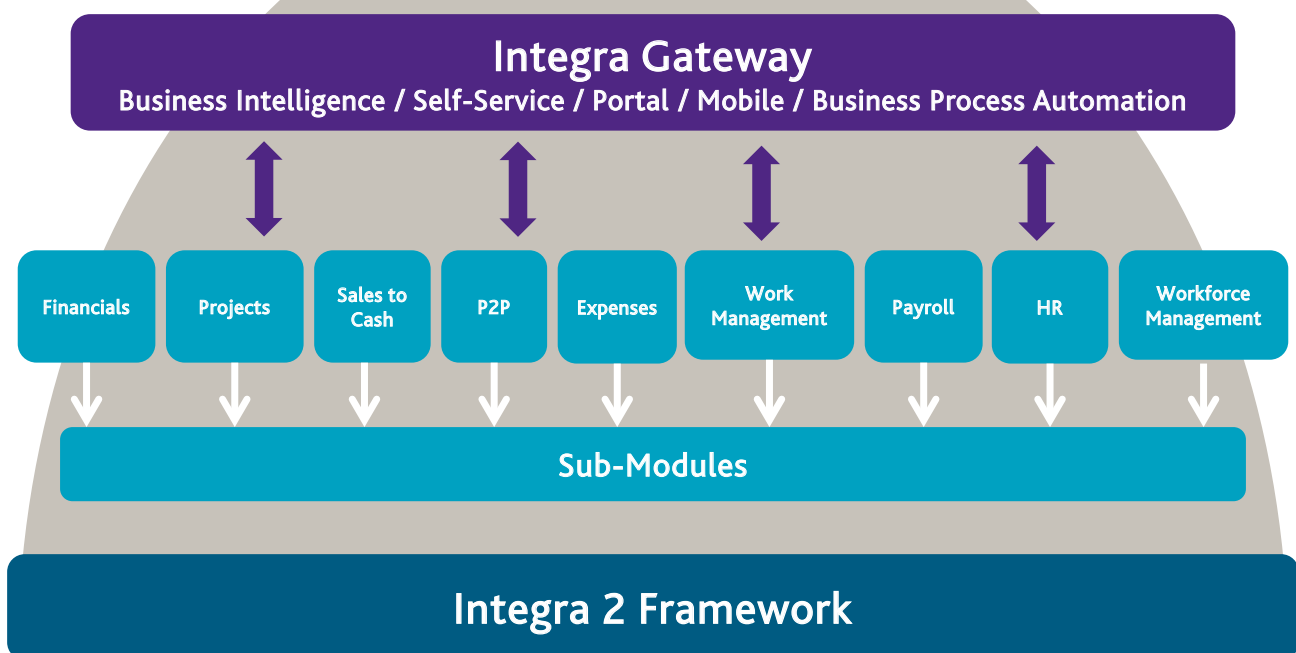 Integra Gateway
Business Intelligence / Self-Service / Portal / Mobile / Business Process Automation
Financials
Projects
Sales to
Cash
P2P
Expenses
Work
Management
Payroll
HR
Workforce
Management
Sub-Modules
Integra 2 Framework